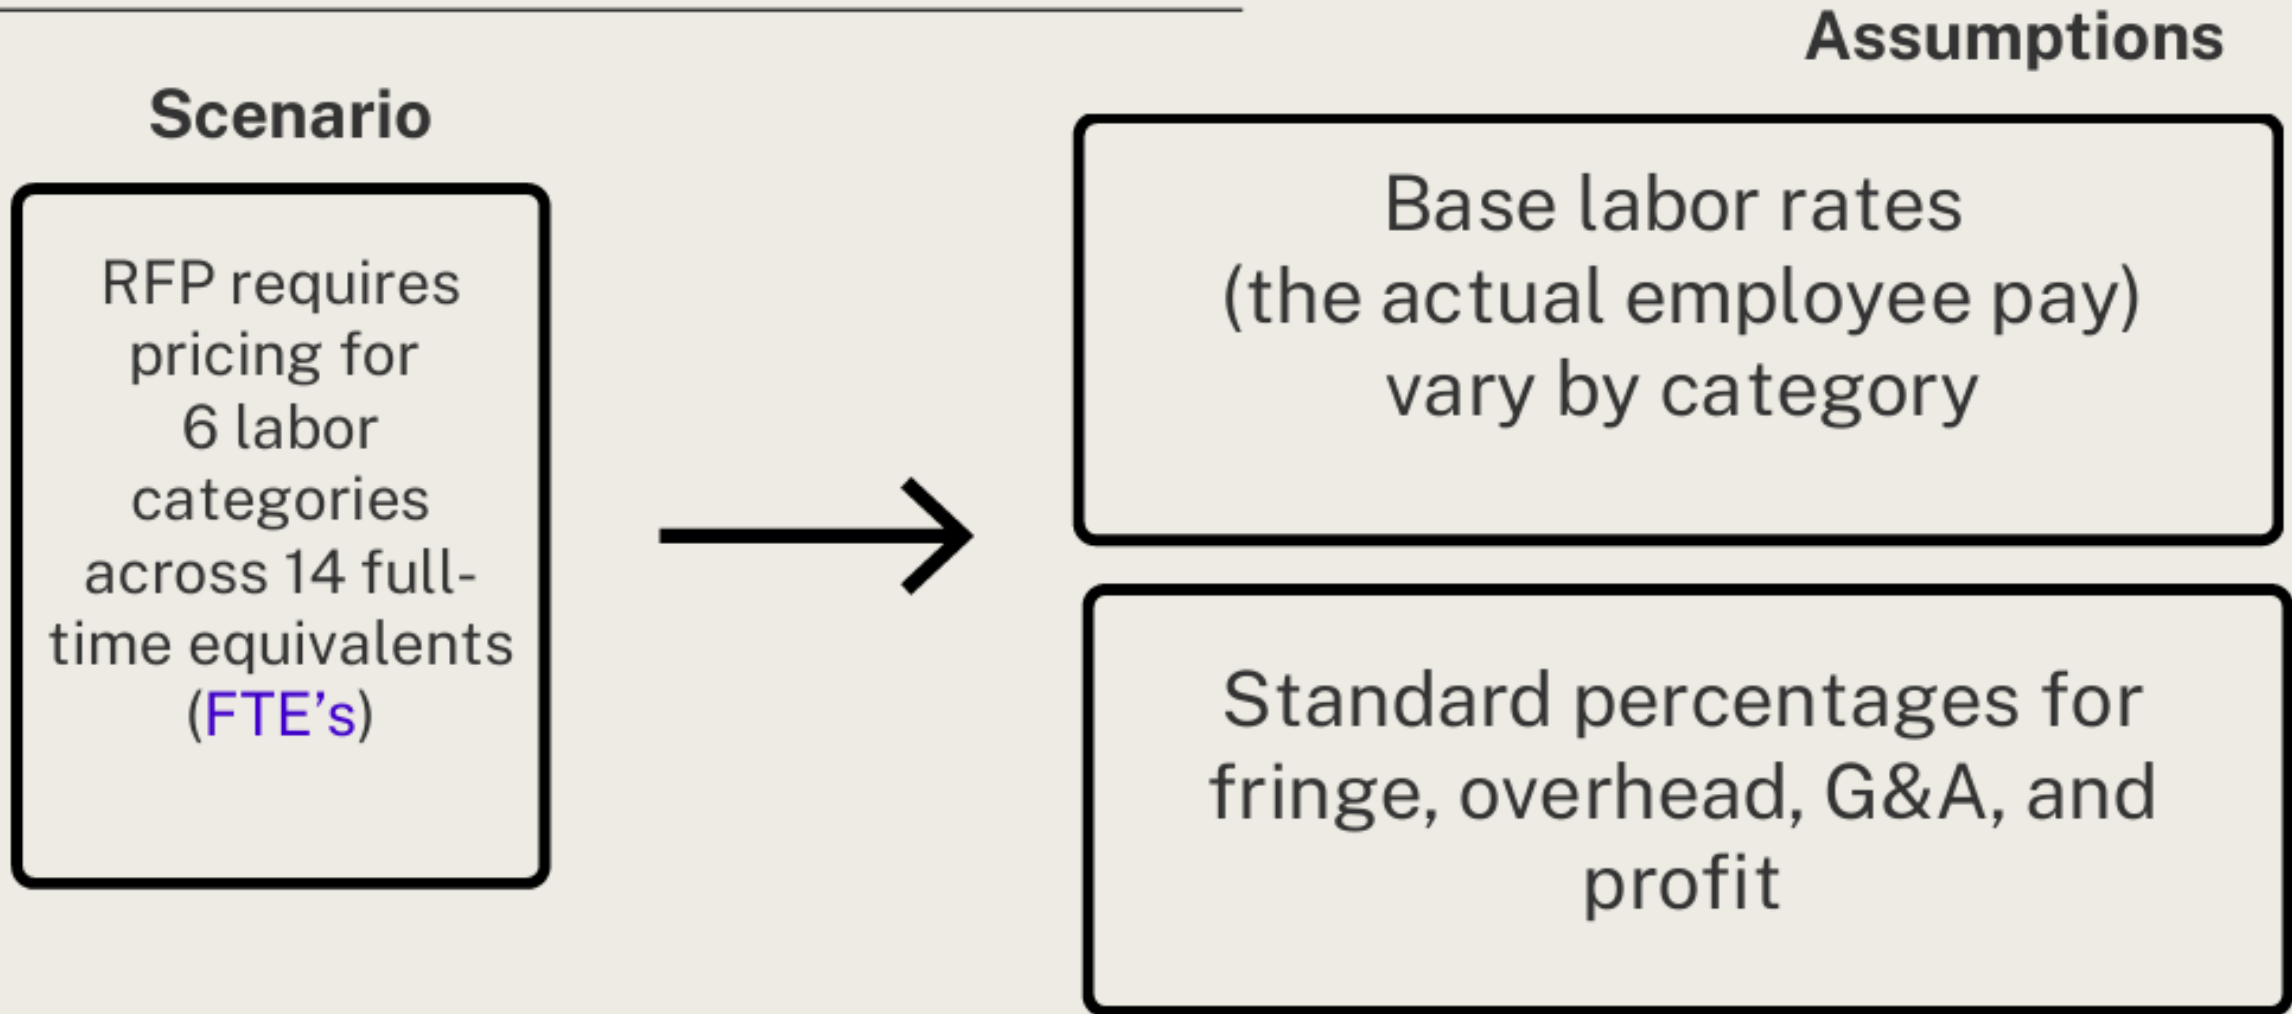 Scenario
RFP requires
pricing for
6 labor
categories
across 14 full-
time equivalents
(FTE’s)
Assumptions
Base labor rates
(the actual employee pay)
vary by category
Standard percentages for
fringe, overhead, G&A, and
profit